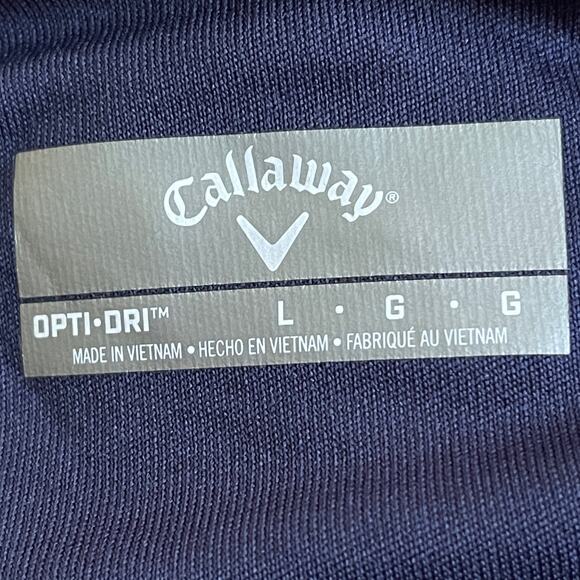 Callaway®
OPTI•DRI™ L • G • G
MADE IN VIETNAM • HECHO EN VIETNAM • FABRIQUÉ AU VIETNAM